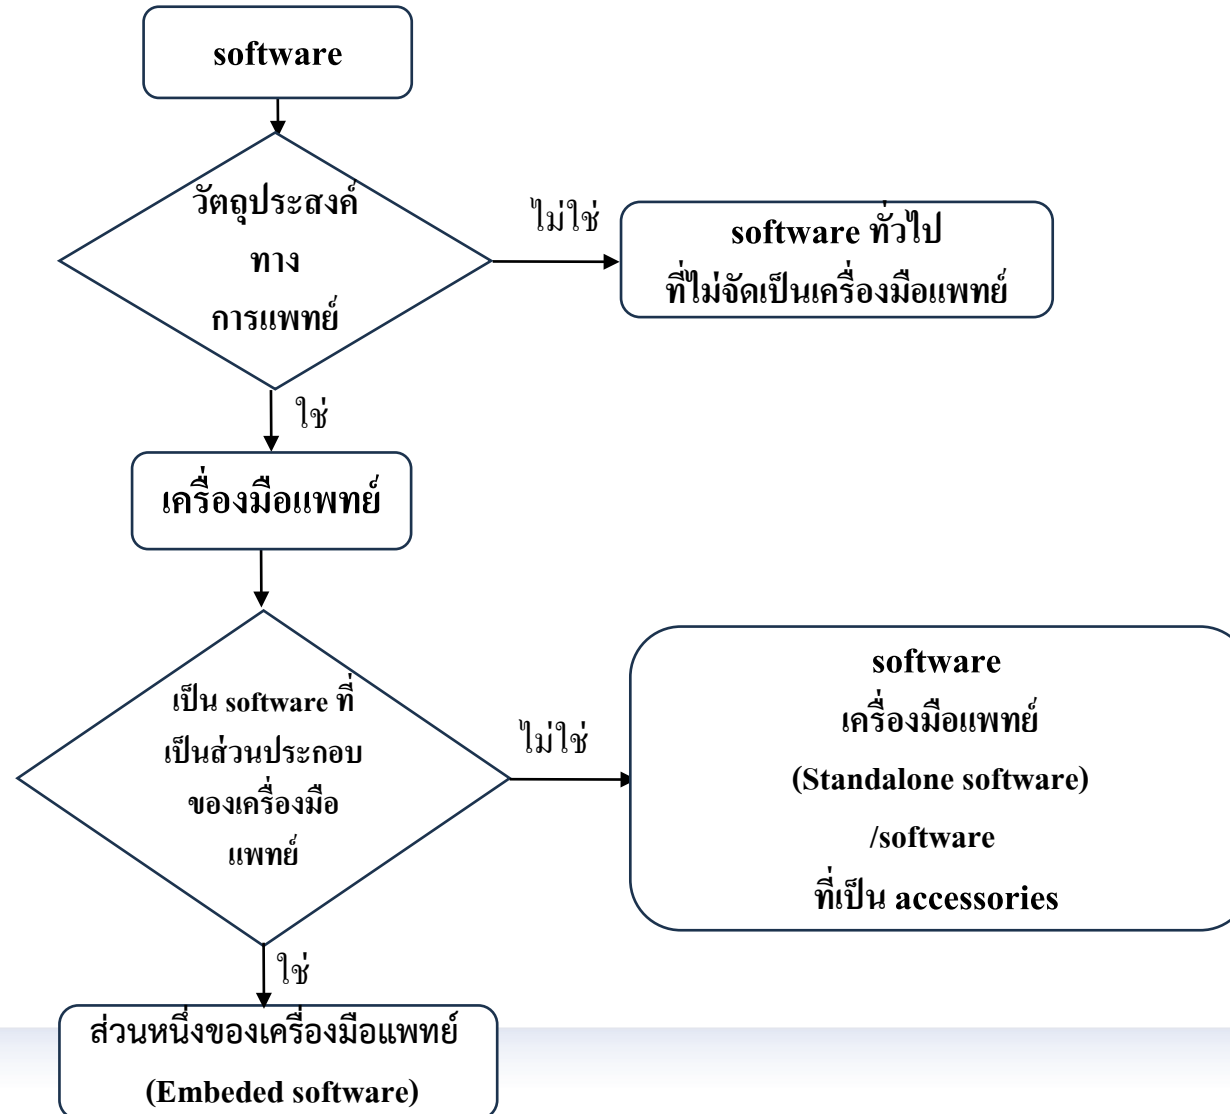 software
วัตถุประสงค์
ทาง
การแพทย์
ไม่ใช่
software ทั่วไป
ที่ไม่จัดเป็นเครื่องมือแพทย์
ใช่
เครื่องมือแพทย์
เป็น software ที่
เป็นส่วนประกอบ
ของเครื่องมือ
แพทย์
ไม่ใช่
software
เครื่องมือแพทย์
(Standalone software)
/software
ที่เป็น accessories
ใช่
ส่วนหนึ่งของเครื่องมือแพทย์
(Embeded software)